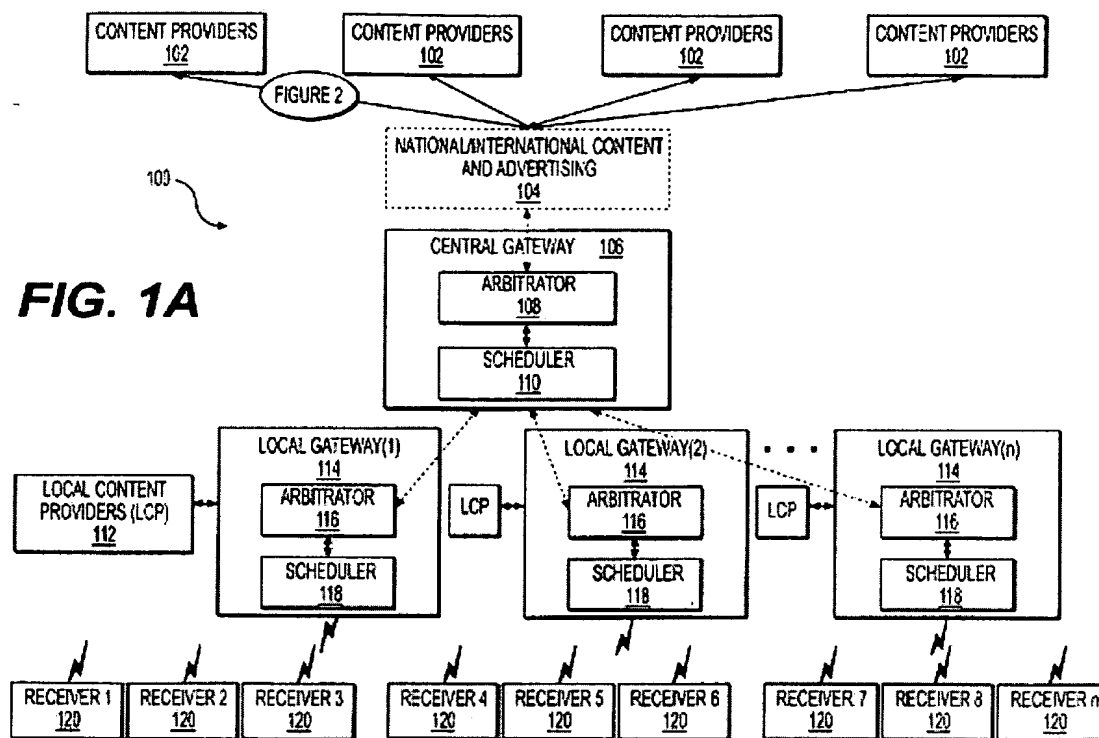 CONTENT PROVIDERS
102
CONTENT PROVIDERS
102
CONTENT PROVIDERS
102
CONTENT PROVIDERS
102
FIGURE 2
NATIONAL/INTERNATIONAL CONTENT
AND ADVERTISING
104
100
CENTRAL GATEWAY 106
ARBITRATOR
108
SCHEDULER
110
FIG. 1A
LOCAL CONTENT
PROVIDERS (LCP)
112
LOCAL GATEWAY(1)
114
ARBITRATOR
116
SCHEDULER
118
LCP
LOCAL GATEWAY(2)
114
ARBITRATOR
116
SCHEDULER
118
. . .
LCP
LOCAL GATEWAY(n)
114
ARBITRATOR
116
SCHEDULER
118
RECEIVER 1
120
RECEIVER 2
120
RECEIVER 3
120
RECEIVER 4
120
RECEIVER 5
120
RECEIVER 6
120
RECEIVER 7
120
RECEIVER 8
120
RECEIVER n
120